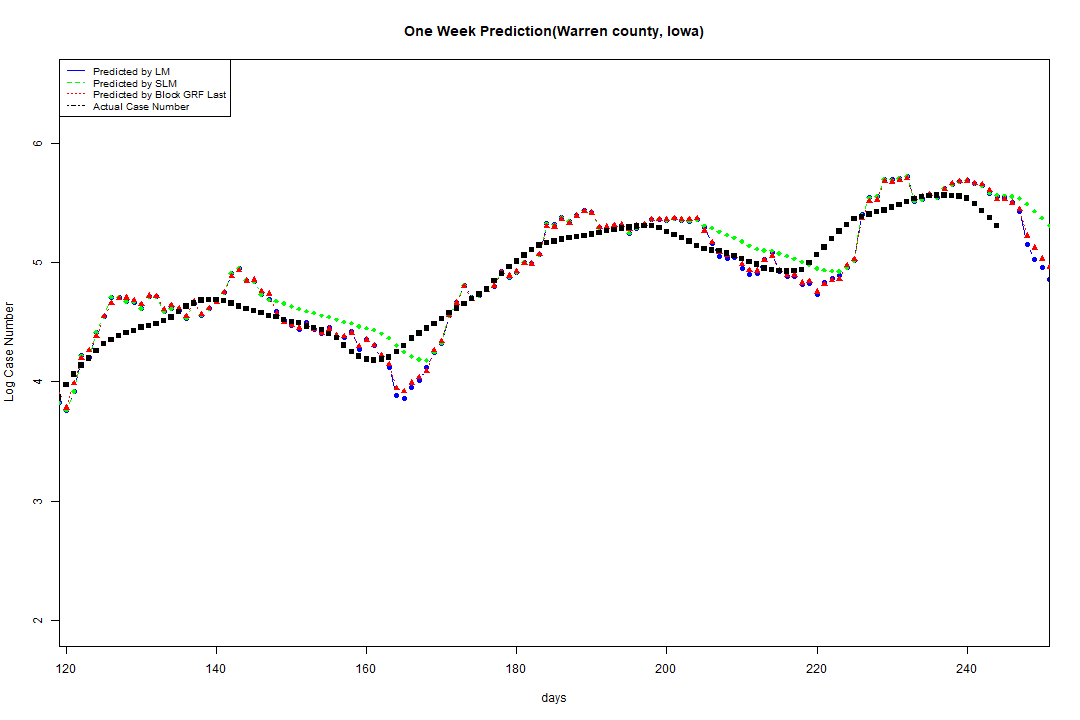 One Week Prediction(Warren county, Iowa)
Predicted by LM
Predicted by SLM
Predicted by Block GRF Last
Actual Case Number
6
5
4
3
2
Log Case Number
120 140 160 180 200 220 240
days